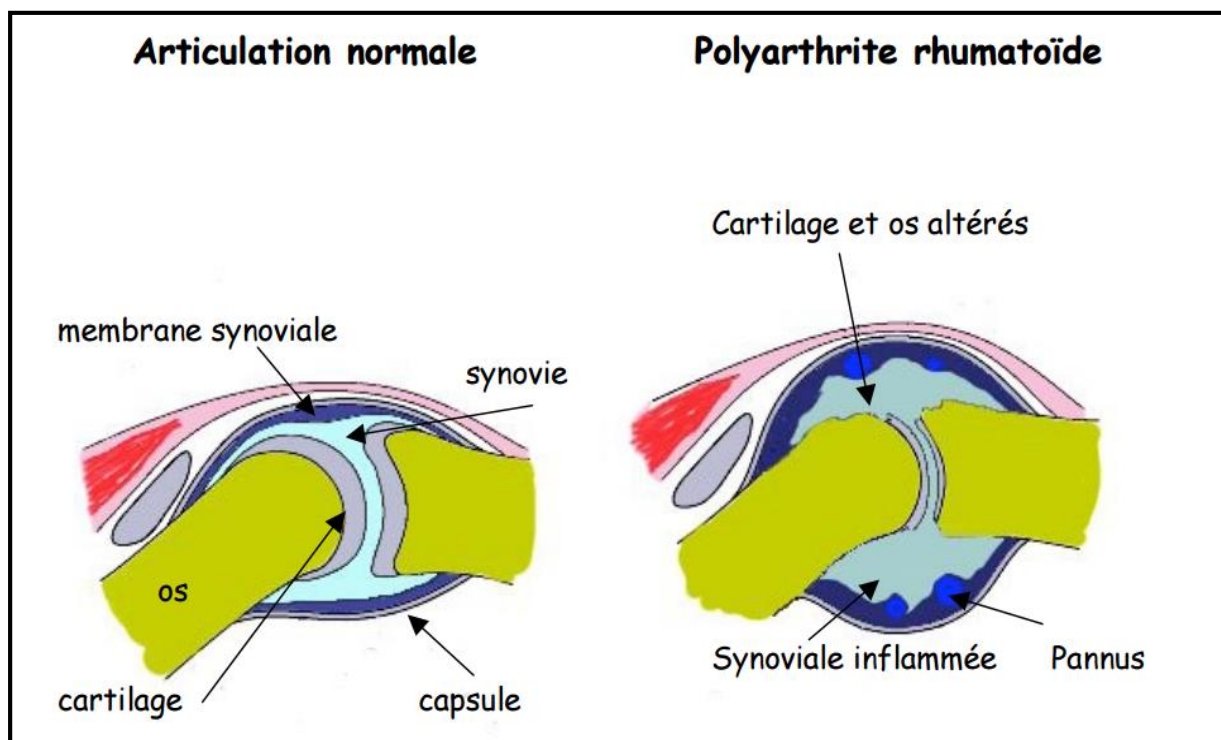 Articulation normale
Polyarthrite rhumatoïde
Cartilage et os altérés
membrane synoviale
synovie
os
cartilage
capsule
Synoviale inflammée
Pannus